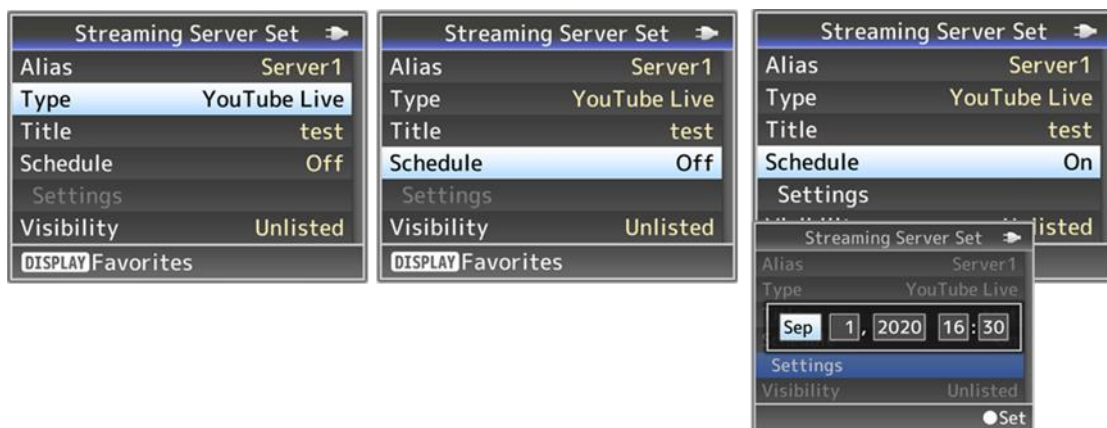 Streaming Server Set
Alias Server1
Type YouTube Live
Title test
Schedule Off
Settings
Visibility Unlisted
DISPLAY Favorites
Streaming Server Set
Alias Server1
Type YouTube Live
Title test
Schedule Off
Settings
Visibility Unlisted
DISPLAY Favorites
Streaming Server Set
Alias Server1
Type YouTube Live
Title test
Schedule On
Settings
Streaming Server Set
Alias Server1
Type YouTube Live
Sep 1, 2020 16:30
Settings
Visibility Unlisted
Set